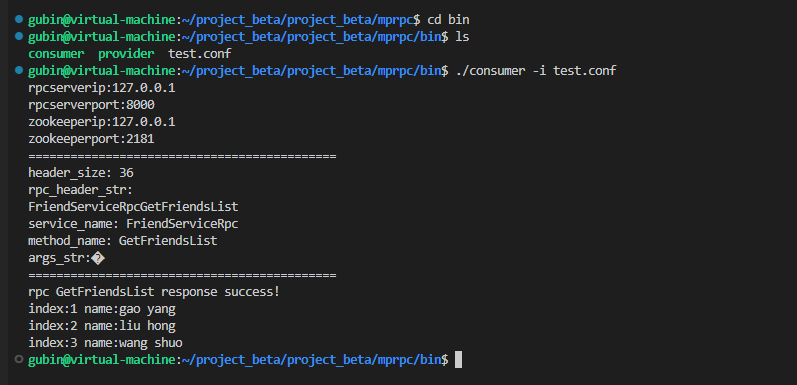 gubin@virtual-machine:~/project_beta/project_beta/mprpc$ cd bin
gubin@virtual-machine:~/project_beta/project_beta/mprpc/bin$ ls
consumer  provider  test.conf
gubin@virtual-machine:~/project_beta/project_beta/mprpc/bin$ ./consumer -i test.conf
rpcserverip:127.0.0.1
rpcserverport:8000
zookeeperip:127.0.0.1
zookeeperport:2181
============================================
header_size: 36
rpc_header_str:
FriendServiceRpcGetFriendsList
service_name: FriendServiceRpc
method_name: GetFriendsList
args_str:�
============================================
rpc GetFriendsList response success!
index:1 name:gao yang
index:2 name:liu hong
index:3 name:wang shuo
gubin@virtual-machine:~/project_beta/project_beta/mprpc/bin$